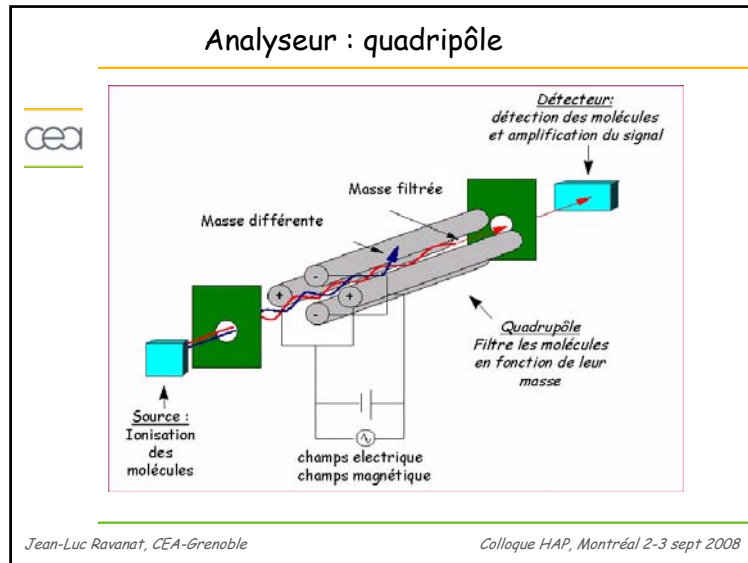 Analyseur : quadripôle
cea
Détecteur:
détection des molécules
et amplification du signal
Masse filtrée
Masse différente
-
+
+
-
Quadrupôle
Filtre les molécules
en fonction de leur
masse
Source :
Ionisation
des
molécules
champs electrique
champs magnétique
Jean-Luc Ravanat, CEA-Grenoble
Colloque HAP, Montréal 2-3 sept 2008